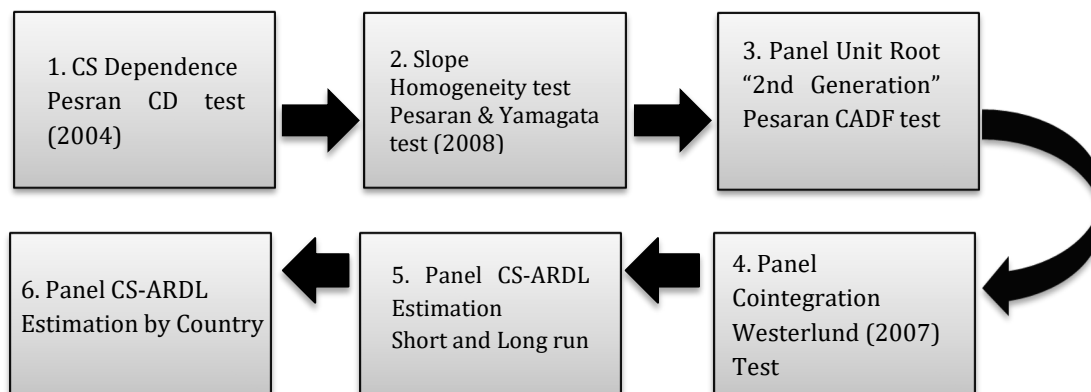 1. CS Dependence
Pesran CD test
(2004)
2. Slope
Homogeneity test
Pesaran & Yamagata
test (2008)
3. Panel Unit Root
“2nd Generation”
Pesaran CADF test
4. Panel
Cointegration
Westerlund (2007)
Test
5. Panel CS-ARDL
Estimation
Short and Long run
6. Panel CS-ARDL
Estimation by Country